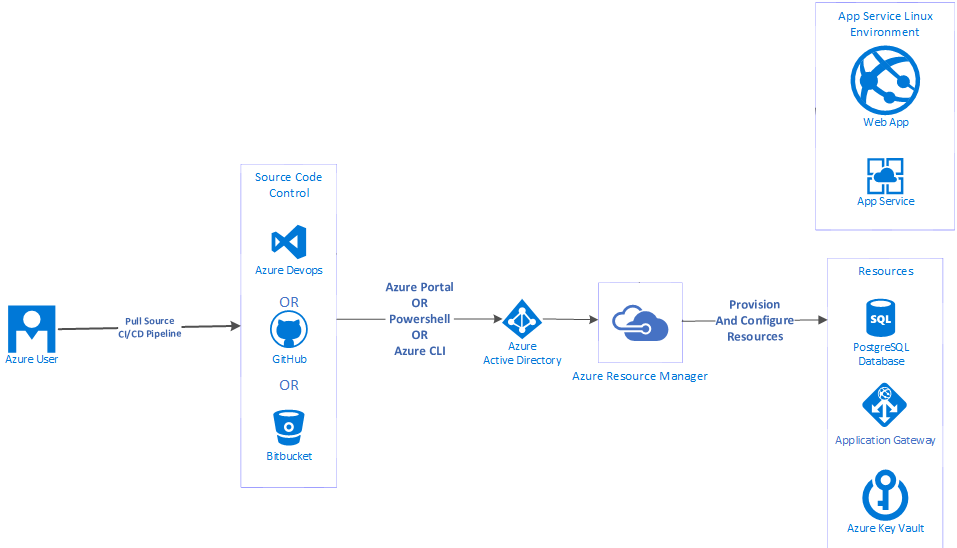 App Service Linux
Environment
Web App
App Service
Source Code
Control
Azure Devops
OR
GitHub
OR
Bitbucket
Azure User
Pull Source
CI/CD Pipeline
Azure Portal
OR
Powershell
OR
Azure CLI
Azure
Active Directory
Azure Resource Manager
Provision
And Configure
Resources
Resources
SQL
PostgreSQL
Database
Application Gateway
Azure Key Vault